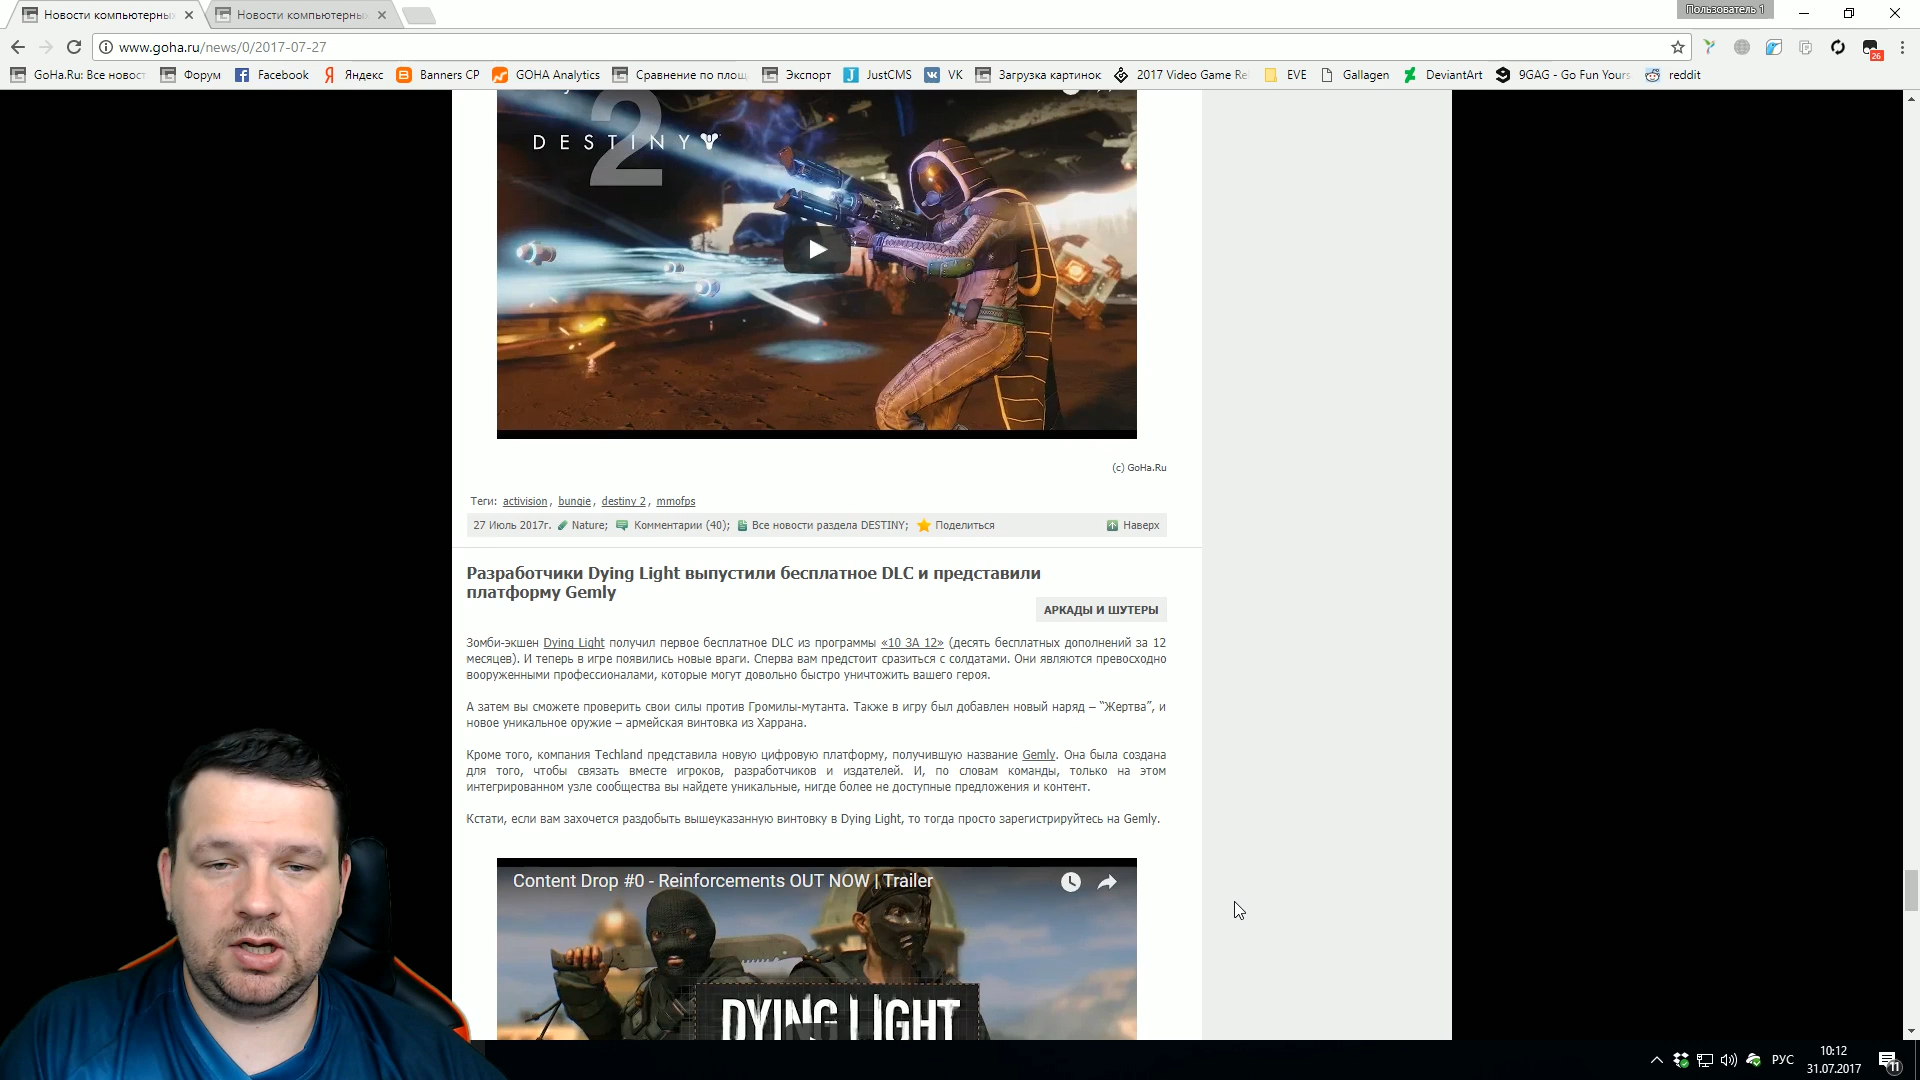 Новости компьютерны
Новости компьютерны
Пользователь 1
www.goha.ru/news/0/2017-07-27
26
GoHa.Ru: Все новост
Форум
Facebook
Яндекс
Banners CP
GOHA Analytics
Сравнение по площ
Экспорт
JustCMS
VK
Загрузка картинок
2017 Video Game Rel
EVE
Gallagen
DeviantArt
9GAG - Go Fun Yours
reddit
2
DESTINY
(c) GoHa.Ru
Теги: activision, bungie, destiny 2, mmofps
27 Июль 2017г. Nature; Комментарии (40); Все новости раздела DESTINY; Поделиться Наверх
Разработчики Dying Light выпустили бесплатное DLC и представили
платформу Gemly
АРКАДЫ И ШУТЕРЫ
Зомби-экшен Dying Light получил первое бесплатное DLC из программы «10 ЗА 12» (десять бесплатных дополнений за 12
месяцев). И теперь в игре появились новые враги. Сперва вам предстоит сразиться с солдатами. Они являются превосходно
вооруженными профессионалами, которые могут довольно быстро уничтожить вашего героя.
А затем вы сможете проверить свои силы против Громилы-мутанта. Также в игру был добавлен новый наряд – “Жертва”, и
новое уникальное оружие – армейская винтовка из Харрана.
Кроме того, компания Techland представила новую цифровую платформу, получившую название Gemly. Она была создана
для того, чтобы связать вместе игроков, разработчиков и издателей. И, по словам команды, только на этом
интегрированном узле сообщества вы найдете уникальные, нигде более не доступные предложения и контент.
Кстати, если вам захочется раздобыть вышеуказанную винтовку в Dying Light, то тогда просто зарегистрируйтесь на Gemly.
Content Drop #0 - Reinforcements OUT NOW | Trailer
DYING LIGHT
РУС
10:12
31.07.2017
11